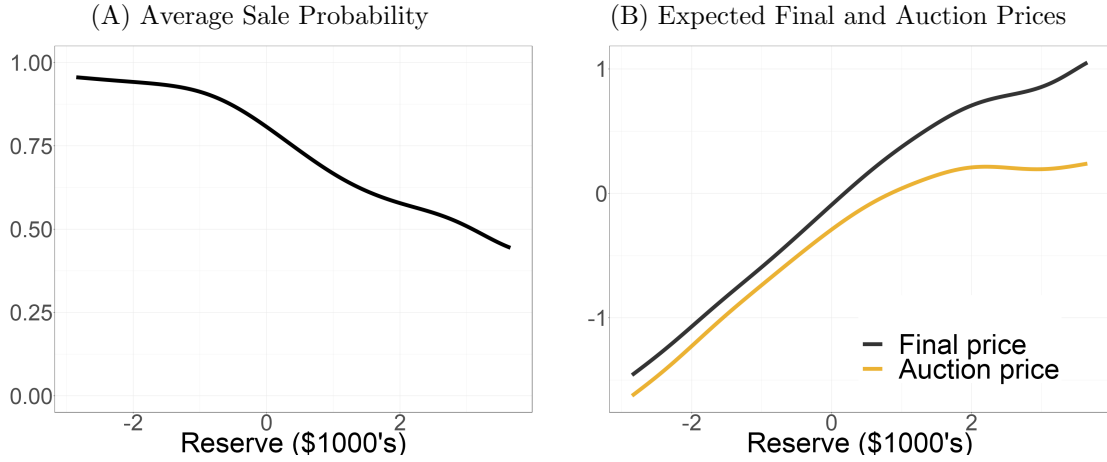 (A) Average Sale Probability
1.00
0.75
0.50
0.25
0.00
-2 0 2
Reserve ($1000's)
(B) Expected Final and Auction Prices
1
0
-1
Final price
Auction price
-2 0 2
Reserve ($1000's)